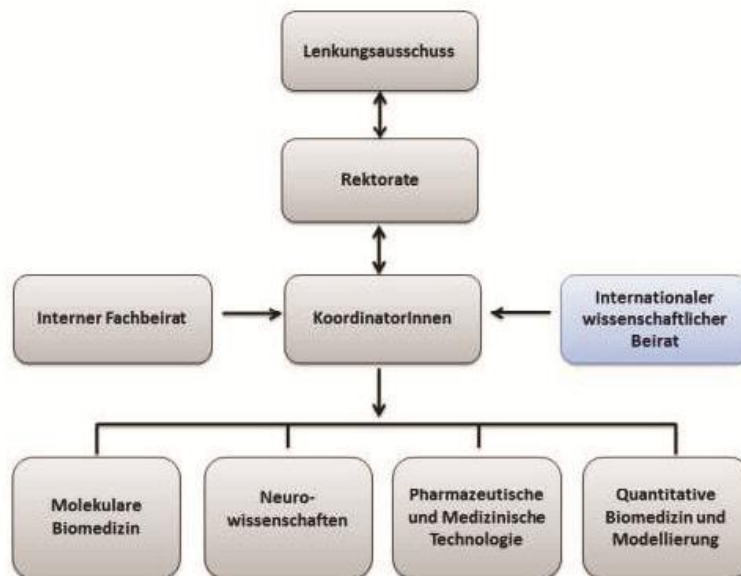 Lenkungsausschuss
Rektorate
Interner Fachbeirat
KoordinatorInnen
Internationaler
wissenschaftlicher
Beirat
Molekulare
Biomedizin
Neuro-
wissenschaften
Pharmazeutische
und Medizinische
Technologie
Quantitative
Biomedizin und
Modellierung